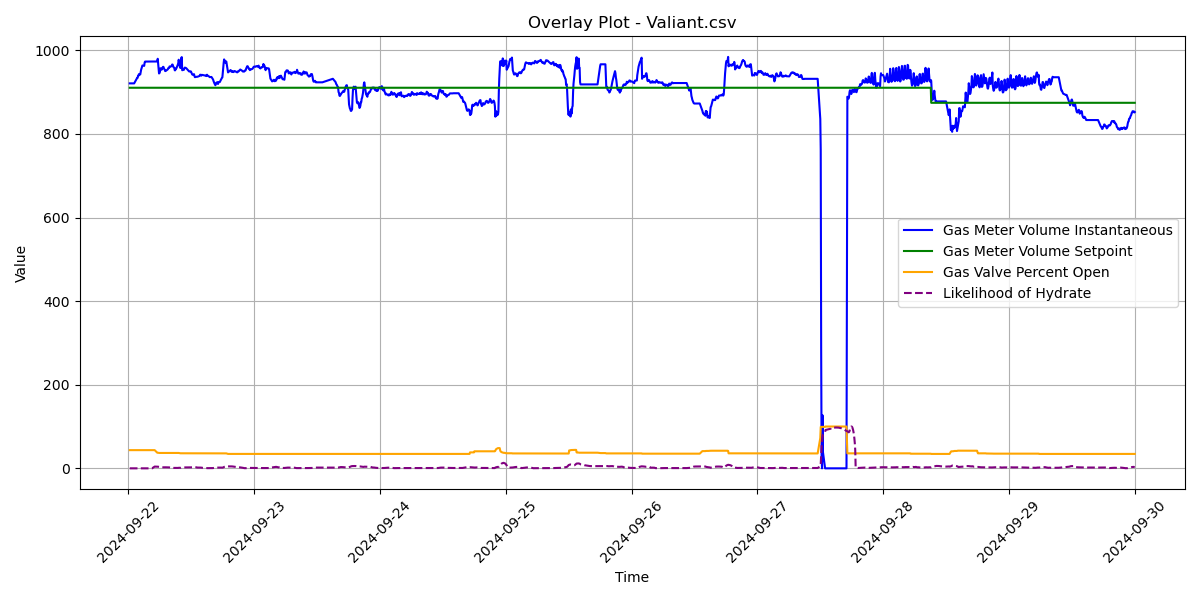 Overlay Plot - Valiant.csv
1000
800
600
400
200
0
Value
Gas Meter Volume Instantaneous
Gas Meter Volume Setpoint
Gas Valve Percent Open
Likelihood of Hydrate
2024-09-22
2024-09-23
2024-09-24
2024-09-25
2024-09-26
2024-09-27
2024-09-28
2024-09-29
2024-09-30
Time